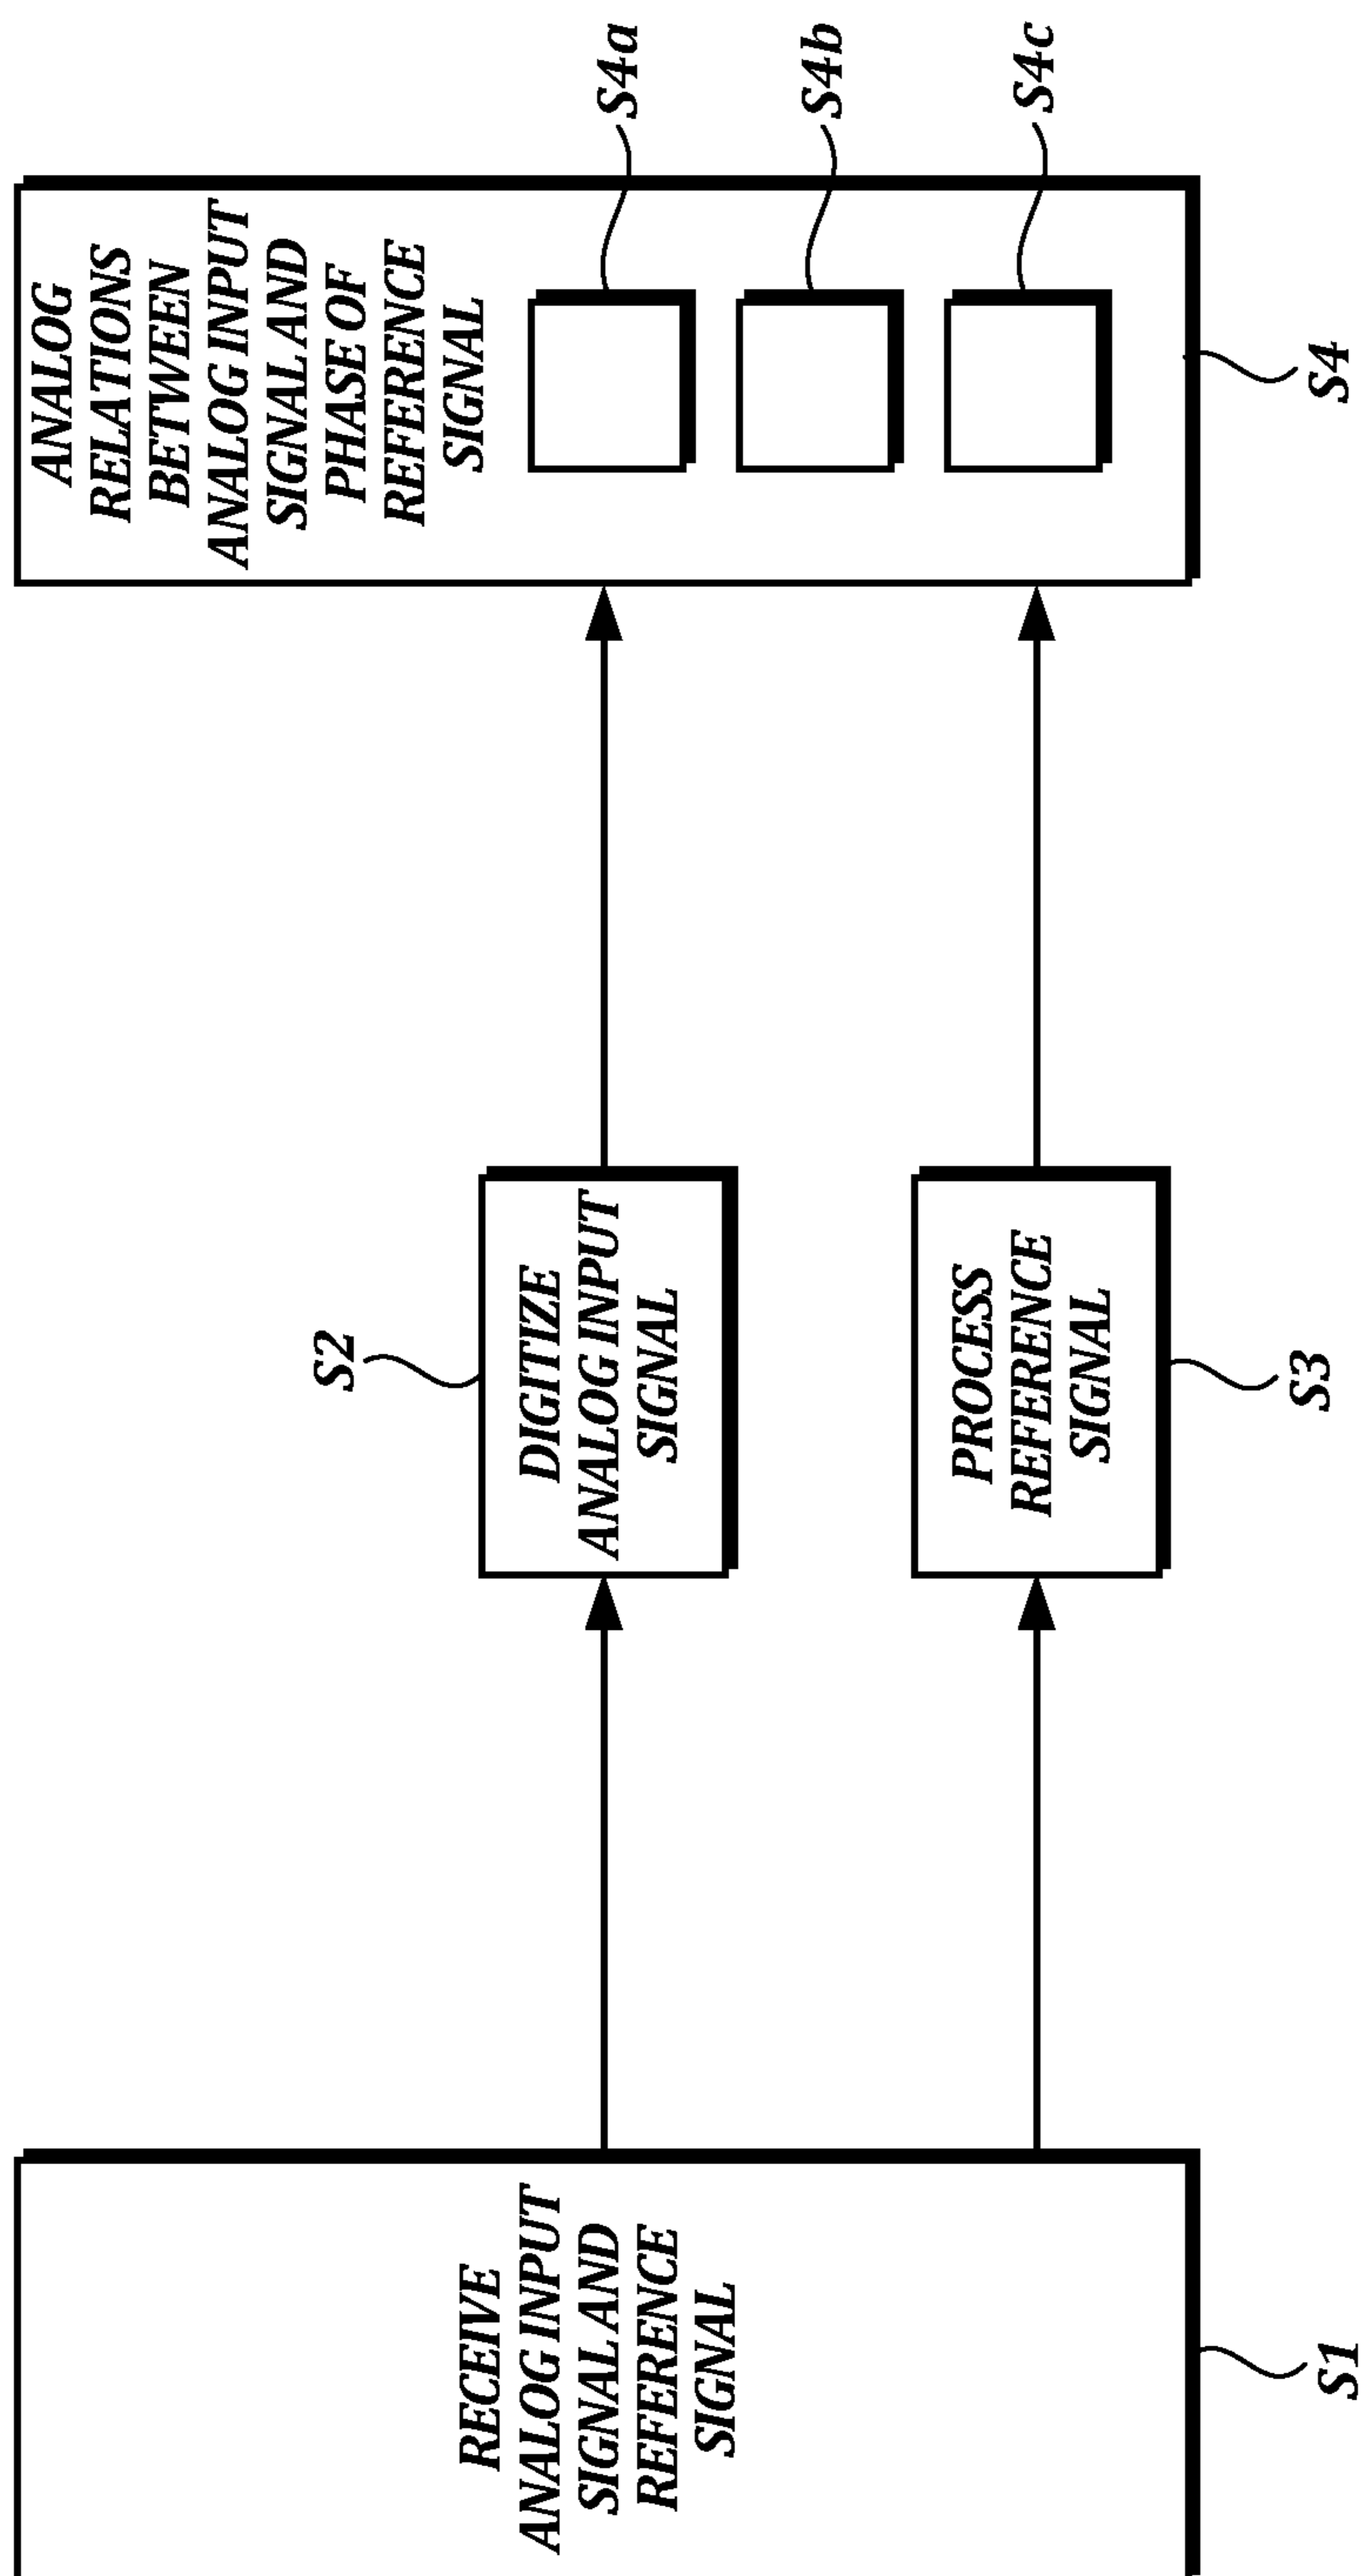 RECEIVE
ANALOG INPUT
SIGNAL AND
REFERENCE
SIGNAL
S1
S2
DIGITIZE
ANALOG INPUT
SIGNAL
PROCESS
REFERENCE
SIGNAL
S3
ANALOG
RELATIONS
BETWEEN
ANALOG INPUT
SIGNAL AND
PHASE OF
REFERENCE
SIGNAL
S4a
S4b
S4c
S4